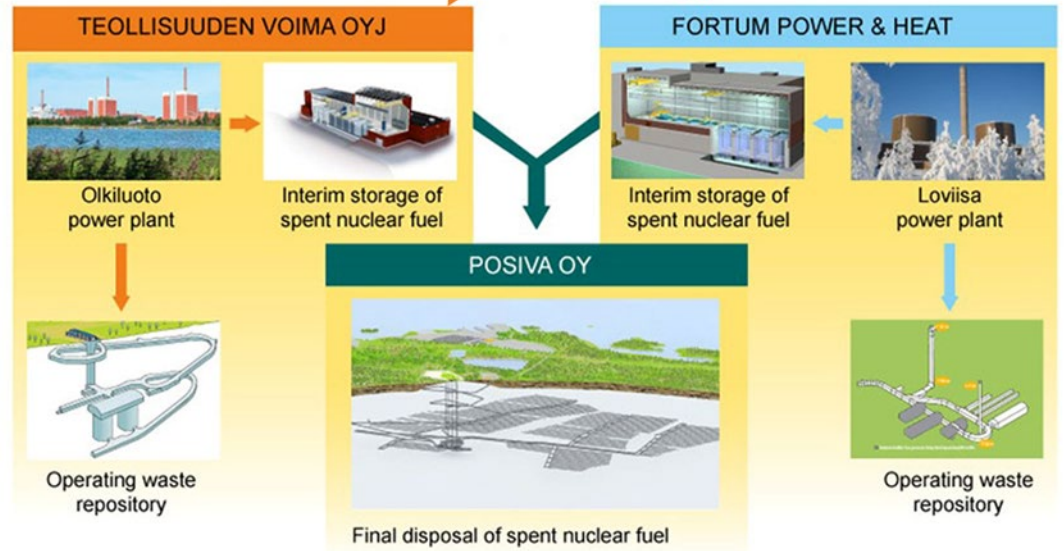 TEOLLISUUDEN VOIMA OYJ
Olkiluoto
power plant
Interim storage of
spent nuclear fuel
Operating waste
repository
FORTUM POWER & HEAT
Interim storage of
spent nuclear fuel
Loviisa
power plant
Operating waste
repository
POSIVA OY
Final disposal of spent nuclear fuel